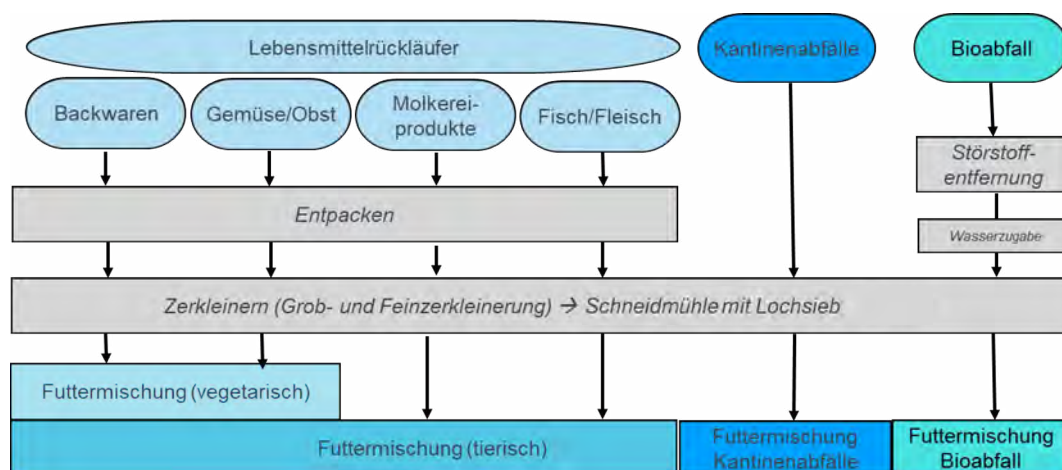 Lebensmittelrückläufer
Kantinenabfälle
Bioabfall
Backwaren
Gemüse/Obst
Molkerei-
produkte
Fisch/Fleisch
Störstoff-
entfernung
Entpacken
Wasserzugabe
Zerkleinern (Grob- und Feinzerkleinerung) → Schneidmühle mit Lochsieb
Futtermischung (vegetarisch)
Futtermischung (tierisch)
Futtermischung
Kantinenabfälle
Futtermischung
Bioabfall